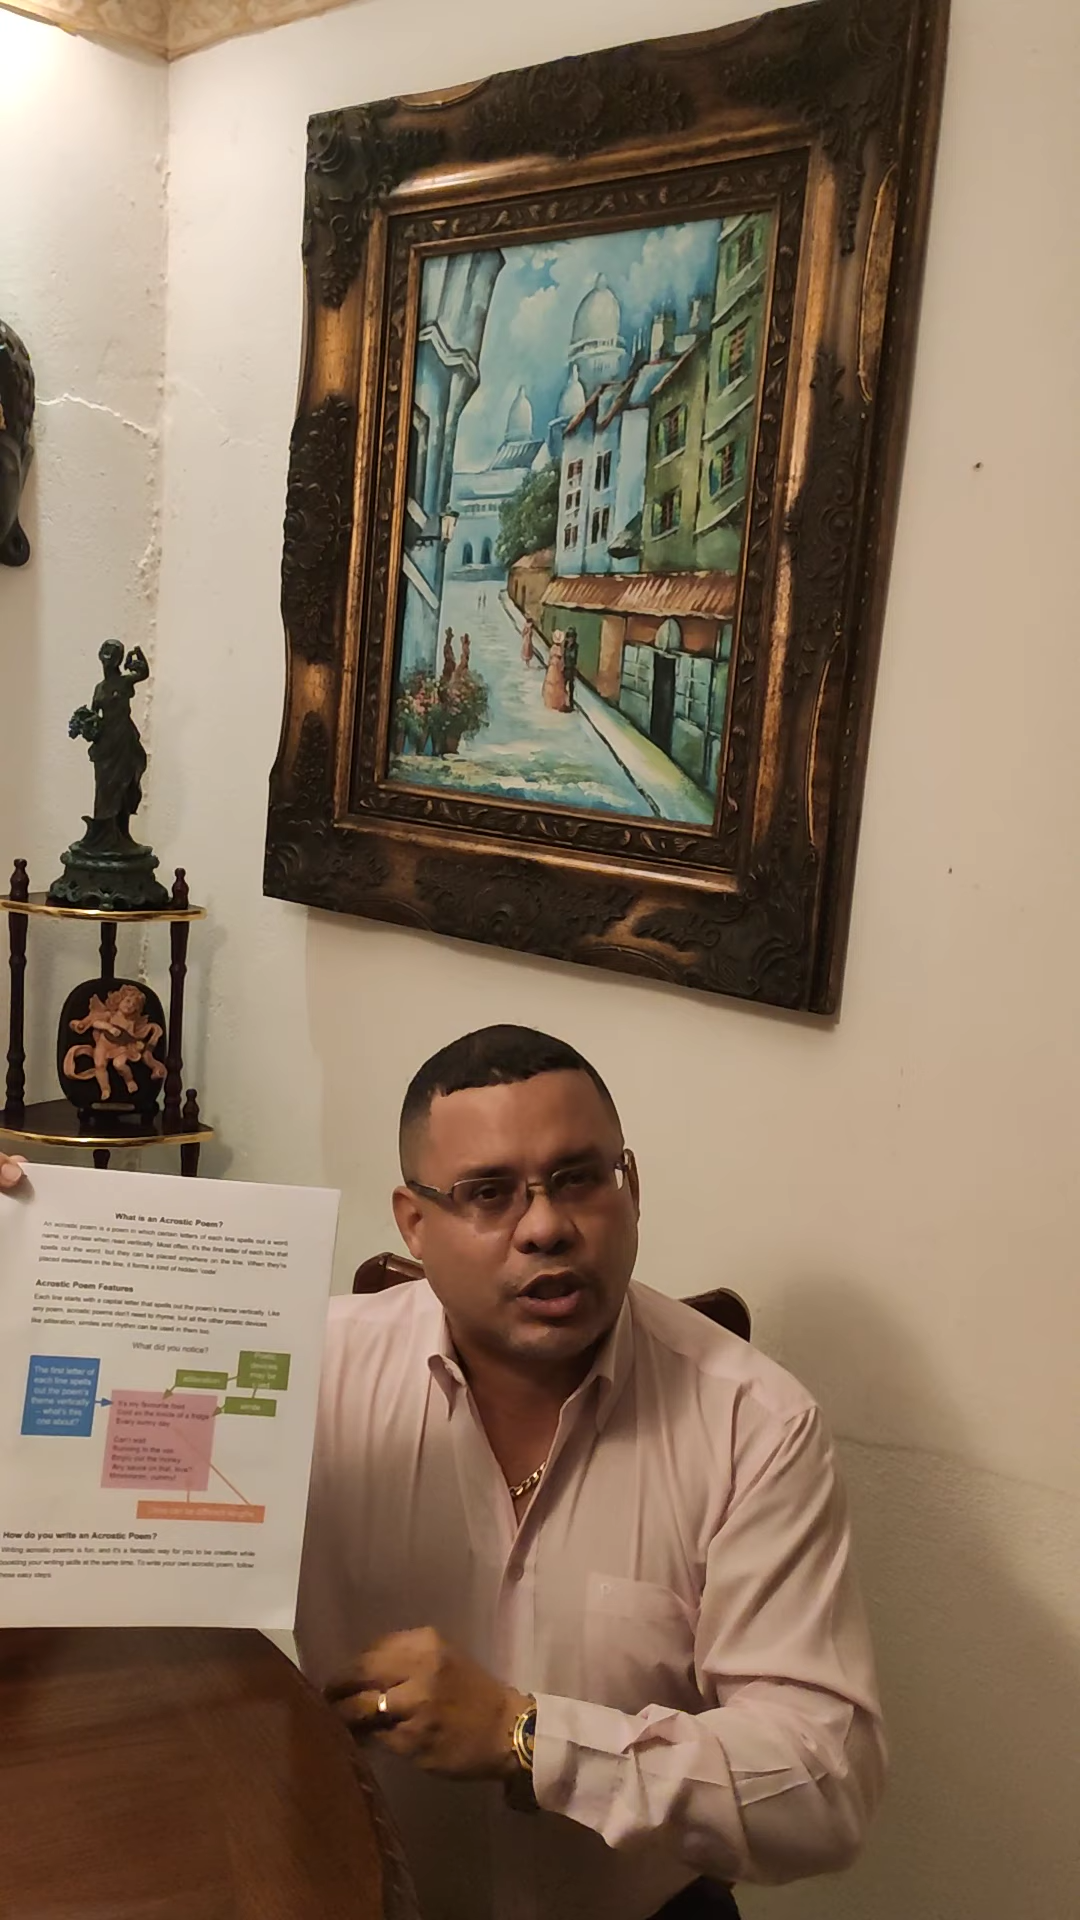 What is an Acrostic Poem?
An acrostic poem is a poem in which certain letters of each line spells out a word,
name, or phrase when read vertically. Most often, it's the first letter of each line that
spells out the word, but they can be placed anywhere on the line. When they're
placed elsewhere in the line, it forms a kind of hidden 'code'
Acrostic Poem Features
Each line starts with a capital letter that spells out the poem's theme vertically. Like
any poem, acrostic poems don't need to rhyme, but all the other poetic devices
like alliteration, similes and rhythm can be used in them too.
What did you notice?
The first letter of
each line spells
out the poem's
theme vertically
– what's this
one about?
Poetic
devices
may be
used
alliteration
simile
It's my favourite food
Cold as the inside of a fridge
Every sunny day
Can't wait
Running to the van
Empty out the money
Any sauce on that, love?
Mmmmmm, yummy!
Lines can be different lengths
How do you write an Acrostic Poem?
Writing acrostic poems is fun, and it's a fantastic way for you to be creative while
boosting your writing skills at the same time. To write your own acrostic poem, follow
these easy steps